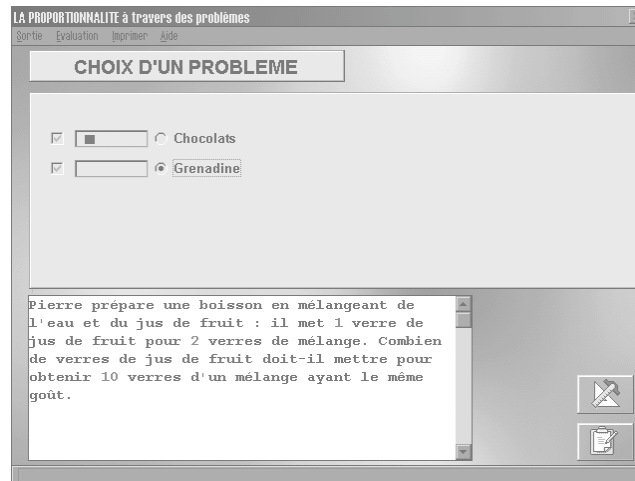 LA PROPORTIONNALITE à travers des problèmes
Sortie Evaluation Imprimer Aide
CHOIX D'UN PROBLEME
Chocolats
Grenadine
Pierre prépare une boisson en mélangeant de
l'eau et du jus de fruit : il met 1 verre de
jus de fruit pour 2 verres de mélange. Combien
de verres de jus de fruit doit-il mettre pour
obtenir 10 verres d'un mélange ayant le même
goût.